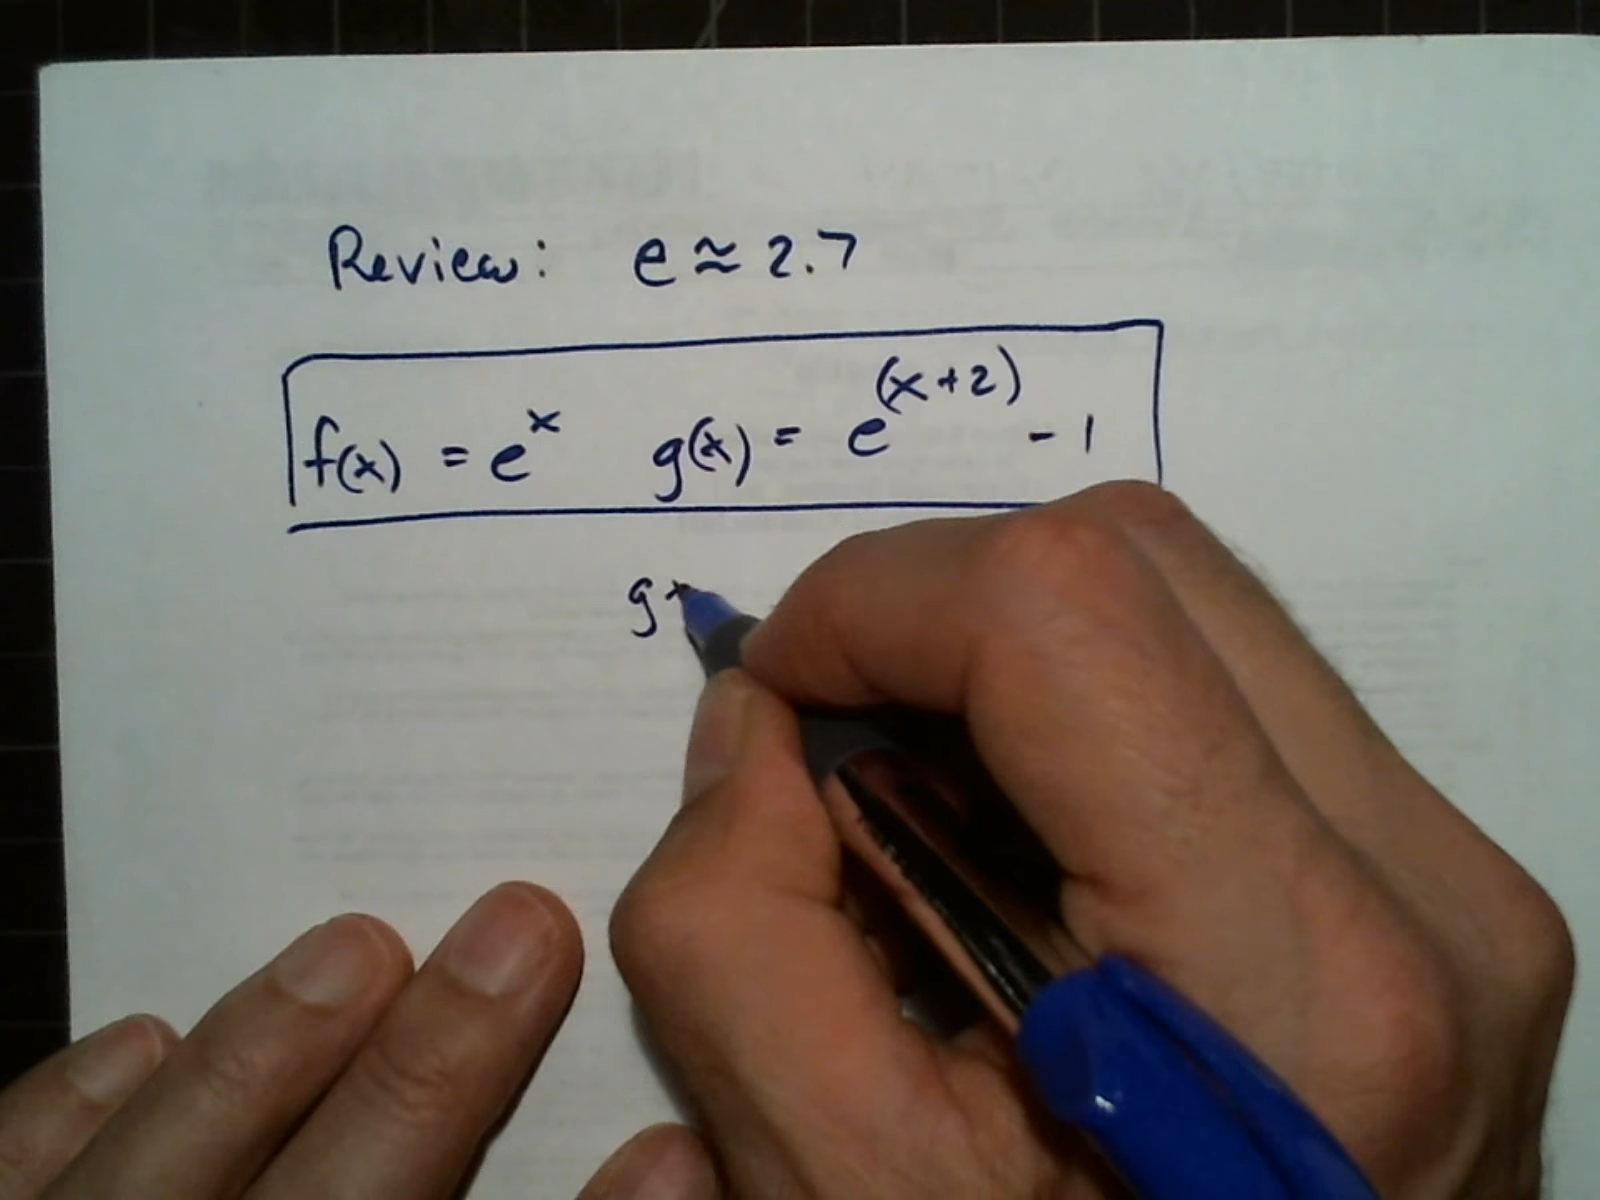 Review: e ≈ 2.7
f(x) = e^x g(x) = e^(x+2) - 1
g